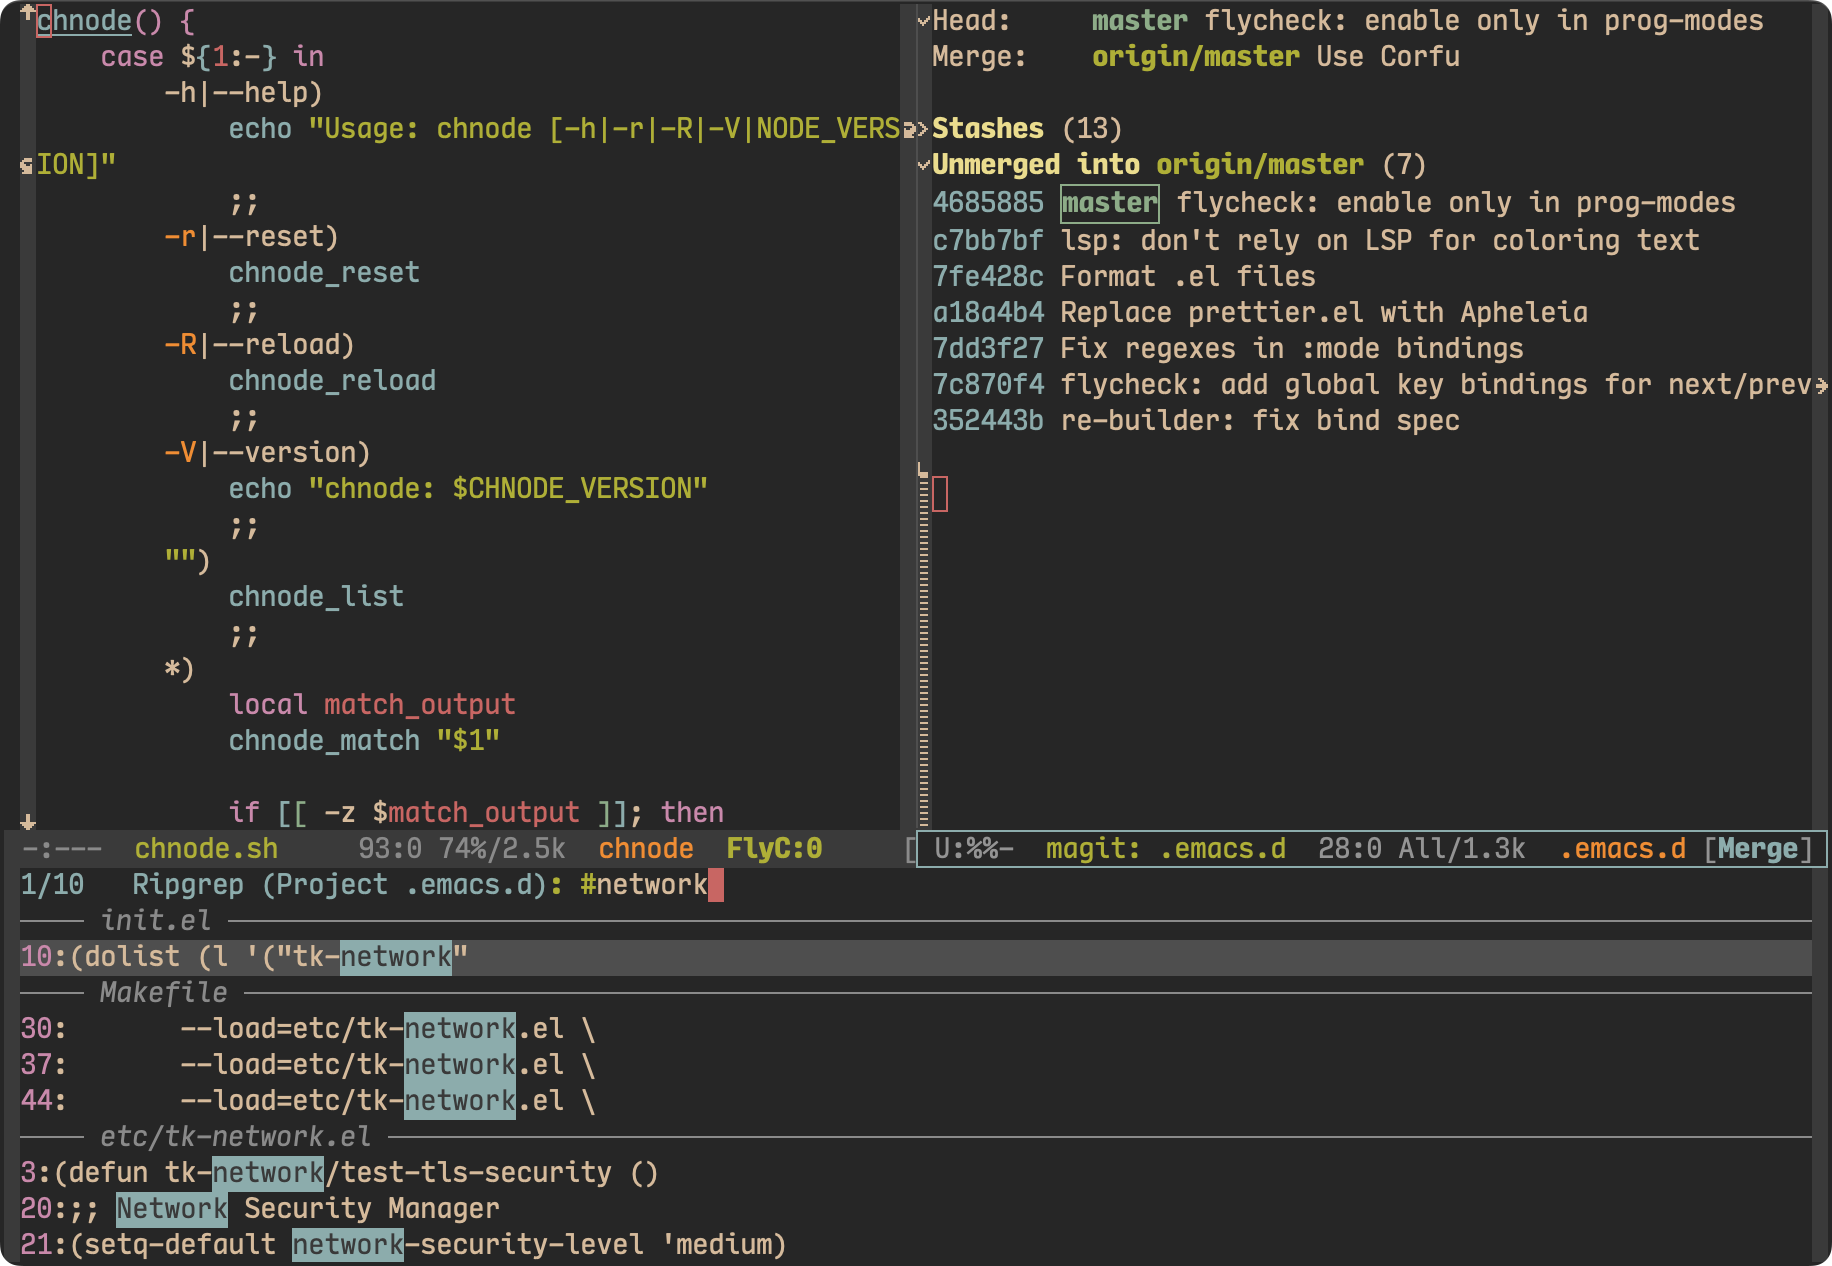 chnode() {
    case ${1:-} in
        -h|--help)
            echo "Usage: chnode [-h|-r|-R|-V|NODE_VERS
ION]"
            ;;
        -r|--reset)
            chnode_reset
            ;;
        -R|--reload)
            chnode_reload
            ;;
        -V|--version)
            echo "chnode: $CHNODE_VERSION"
            ;;
        "")
            chnode_list
            ;;
        *)
            local match_output
            chnode_match "$1"

            if [[ -z $match_output ]]; then
-:---  chnode.sh     93:0 74%/2.5k  chnode  FlyC:0     [
Head:     master flycheck: enable only in prog-modes
Merge:    origin/master Use Corfu

Stashes (13)
Unmerged into origin/master (7)
4685885 master flycheck: enable only in prog-modes
c7bb7bf lsp: don't rely on LSP for coloring text
7fe428c Format .el files
a18a4b4 Replace prettier.el with Apheleia
7dd3f27 Fix regexes in :mode bindings
7c870f4 flycheck: add global key bindings for next/prev
352443b re-builder: fix bind spec
U:%%-  magit: .emacs.d  28:0 All/1.3k  .emacs.d [Merge]
1/10   Ripgrep (Project .emacs.d): #network
init.el
10:(dolist (l '("tk-network"
Makefile
30:       --load=etc/tk-network.el \
37:       --load=etc/tk-network.el \
44:       --load=etc/tk-network.el \
etc/tk-network.el
3:(defun tk-network/test-tls-security ()
20:;; Network Security Manager
21:(setq-default network-security-level 'medium)